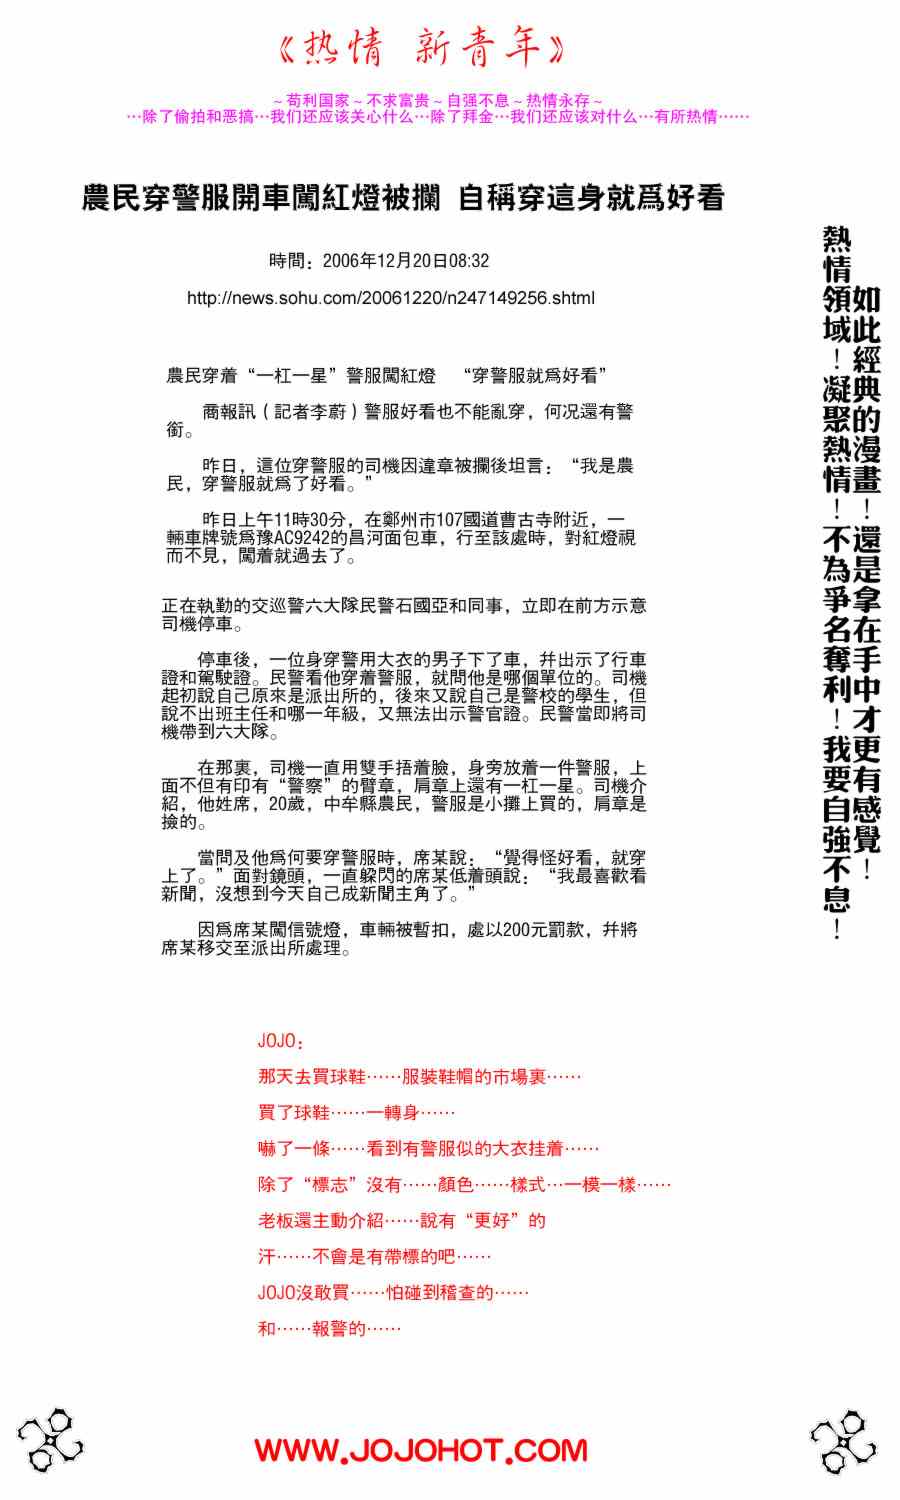 《热情 新青年》
～苟利国家～不求富贵～自强不息～热情永存～
…除了偷拍和恶搞…我们还应该关心什么…除了拜金…我们还应该对什么…有所热情……
農民穿警服開車闖紅燈被攔 自稱穿這身就爲好看
時間：2006年12月20日08:32
http://news.sohu.com/20061220/n247149256.shtml
農民穿着“一杠一星”警服闖紅燈 “穿警服就爲好看”
商報訊（記者李蔚）警服好看也不能亂穿，何况還有警
銜。
昨日，這位穿警服的司機因違章被攔後坦言：“我是農
民，穿警服就爲了好看。”
昨日上午11時30分，在鄭州市107國道曹古寺附近，一
輛車牌號爲豫AC9242的昌河面包車，行至該處時，對紅燈視
而不見，闖着就過去了。
正在執勤的交巡警六大隊民警石國亞和同事，立即在前方示意
司機停車。
停車後，一位身穿警用大衣的男子下了車，幷出示了行車
證和駕駛證。民警看他穿着警服，就問他是哪個單位的。司機
起初說自己原來是派出所的，後來又說自己是警校的學生，但
說不出班主任和哪一年級，又無法出示警官證。民警當即將司
機帶到六大隊。
在那裏，司機一直用雙手捂着臉，身旁放着一件警服，上
面不但有印有“警察”的臂章，肩章上還有一杠一星。司機介
紹，他姓席，20歲，中牟縣農民，警服是小攤上買的，肩章是
撿的。
當問及他爲何要穿警服時，席某說：“覺得怪好看，就穿
上了。”面對鏡頭，一直躲閃的席某低着頭說：“我最喜歡看
新聞，沒想到今天自己成新聞主角了。”
因爲席某闖信號燈，車輛被暫扣，處以200元罰款，幷將
席某移交至派出所處理。
如此經典的漫畫！還是拿在手中才更有感覺！
熱情領域！凝聚熱情！不為爭名奪利！我要自強不息！
JOJO：
那天去買球鞋……服裝鞋帽的市場裏……
買了球鞋……一轉身……
嚇了一條……看到有警服似的大衣挂着……
除了“標志”沒有……顏色……樣式…一模一樣……
老板還主動介紹……說有“更好”的
汗……不會是有帶標的吧……
JOJO沒敢買……怕碰到稽查的……
和……報警的……
WWW.JOJOHOT.COM